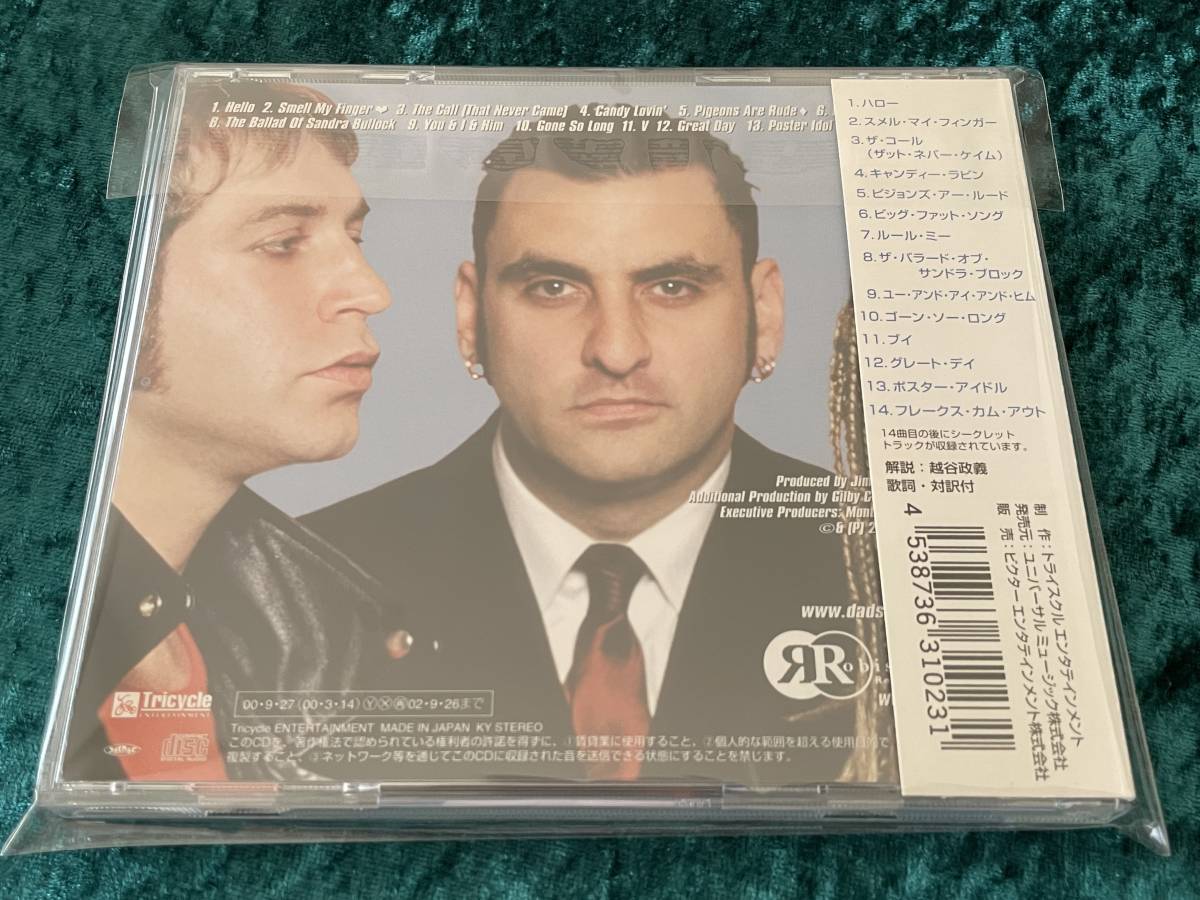 1. Hello 2. Smell My Finger❤ 3. The Call (That Never Came) 4. Candy Lovin' 5. Pigeons Are Rude♦ 6.
8. The Ballad Of Sandra Bullock 9. You & I & Him 10. Gone So Long 11. V 12. Great Day 13. Poster Idol
Produced by Jim
Additional Production by Gilby C
Executive Producers:
©& (P) 2
www.dads
RRobis
Tricycle
ENTERTAINMENT
00・9・27(00・3・14)ⓎⓍ 02・9・26まで
Tricycle ENTERTAINMENT MADE IN JAPAN KY STEREO
このCDを、著作権法で認められている権利者の許諾を得ずに、①賃貸業に使用すること、②個人的な範囲を超える使用目的で
複製すること、③ネットワーク等を通じてこのCDに収録された音を送信できる状態にすることを禁じます。
COMPACT
disc
DIGITAL AUDIO
1.ハロー
2.スメル・マイ・フィンガー
3.ザ・コール
(ザット・ネバー・ケイム)
4.キャンディー・ラビン
5.ピジョンズ・アー・ルード
6.ビッグ・ファット・ソング
7.ルール・ミー
8.ザ・バラード・オブ・
サンドラ・ブロック
9.ユー・アンド・アイ・アンド・ヒム
10.ゴーン・ソー・ロング
11.ブイ
12.グレート・デイ
13.ポスター・アイドル
14.フレークス・カム・アウト
14曲目の後にシークレット
トラックが収録されています。
解説:越谷政義
歌詞・対訳付
制 作:トライスクル エンタテインメント
発売元:ユニバーサル ミュージック株式会社
販 売:ビクターエンタテインメント株式会社
4 538736 310231